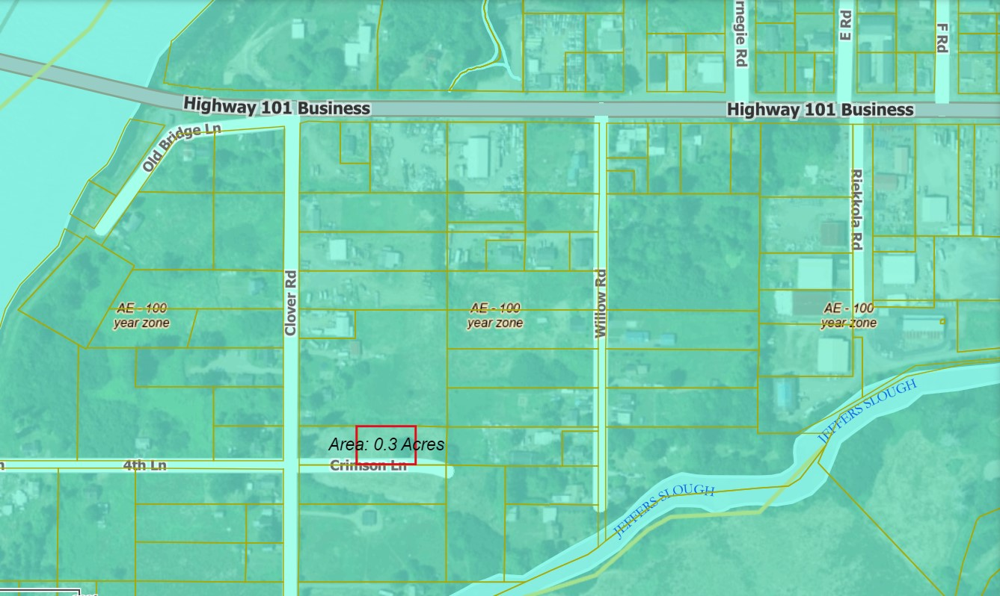 rnegie Rd
E Rd
F Rd
Highway 101 Business
Highway 101 Business
Old Bridge Ln
Riekkola Rd
Clover Rd
Willow Rd
AE - 100
year zone
AE - 100
year zone
AE - 100
year zone
JEFFERS SLOUGH
Area: 0.3 Acres
4th Ln
Crimson Ln
JEFFERS SLOUGH